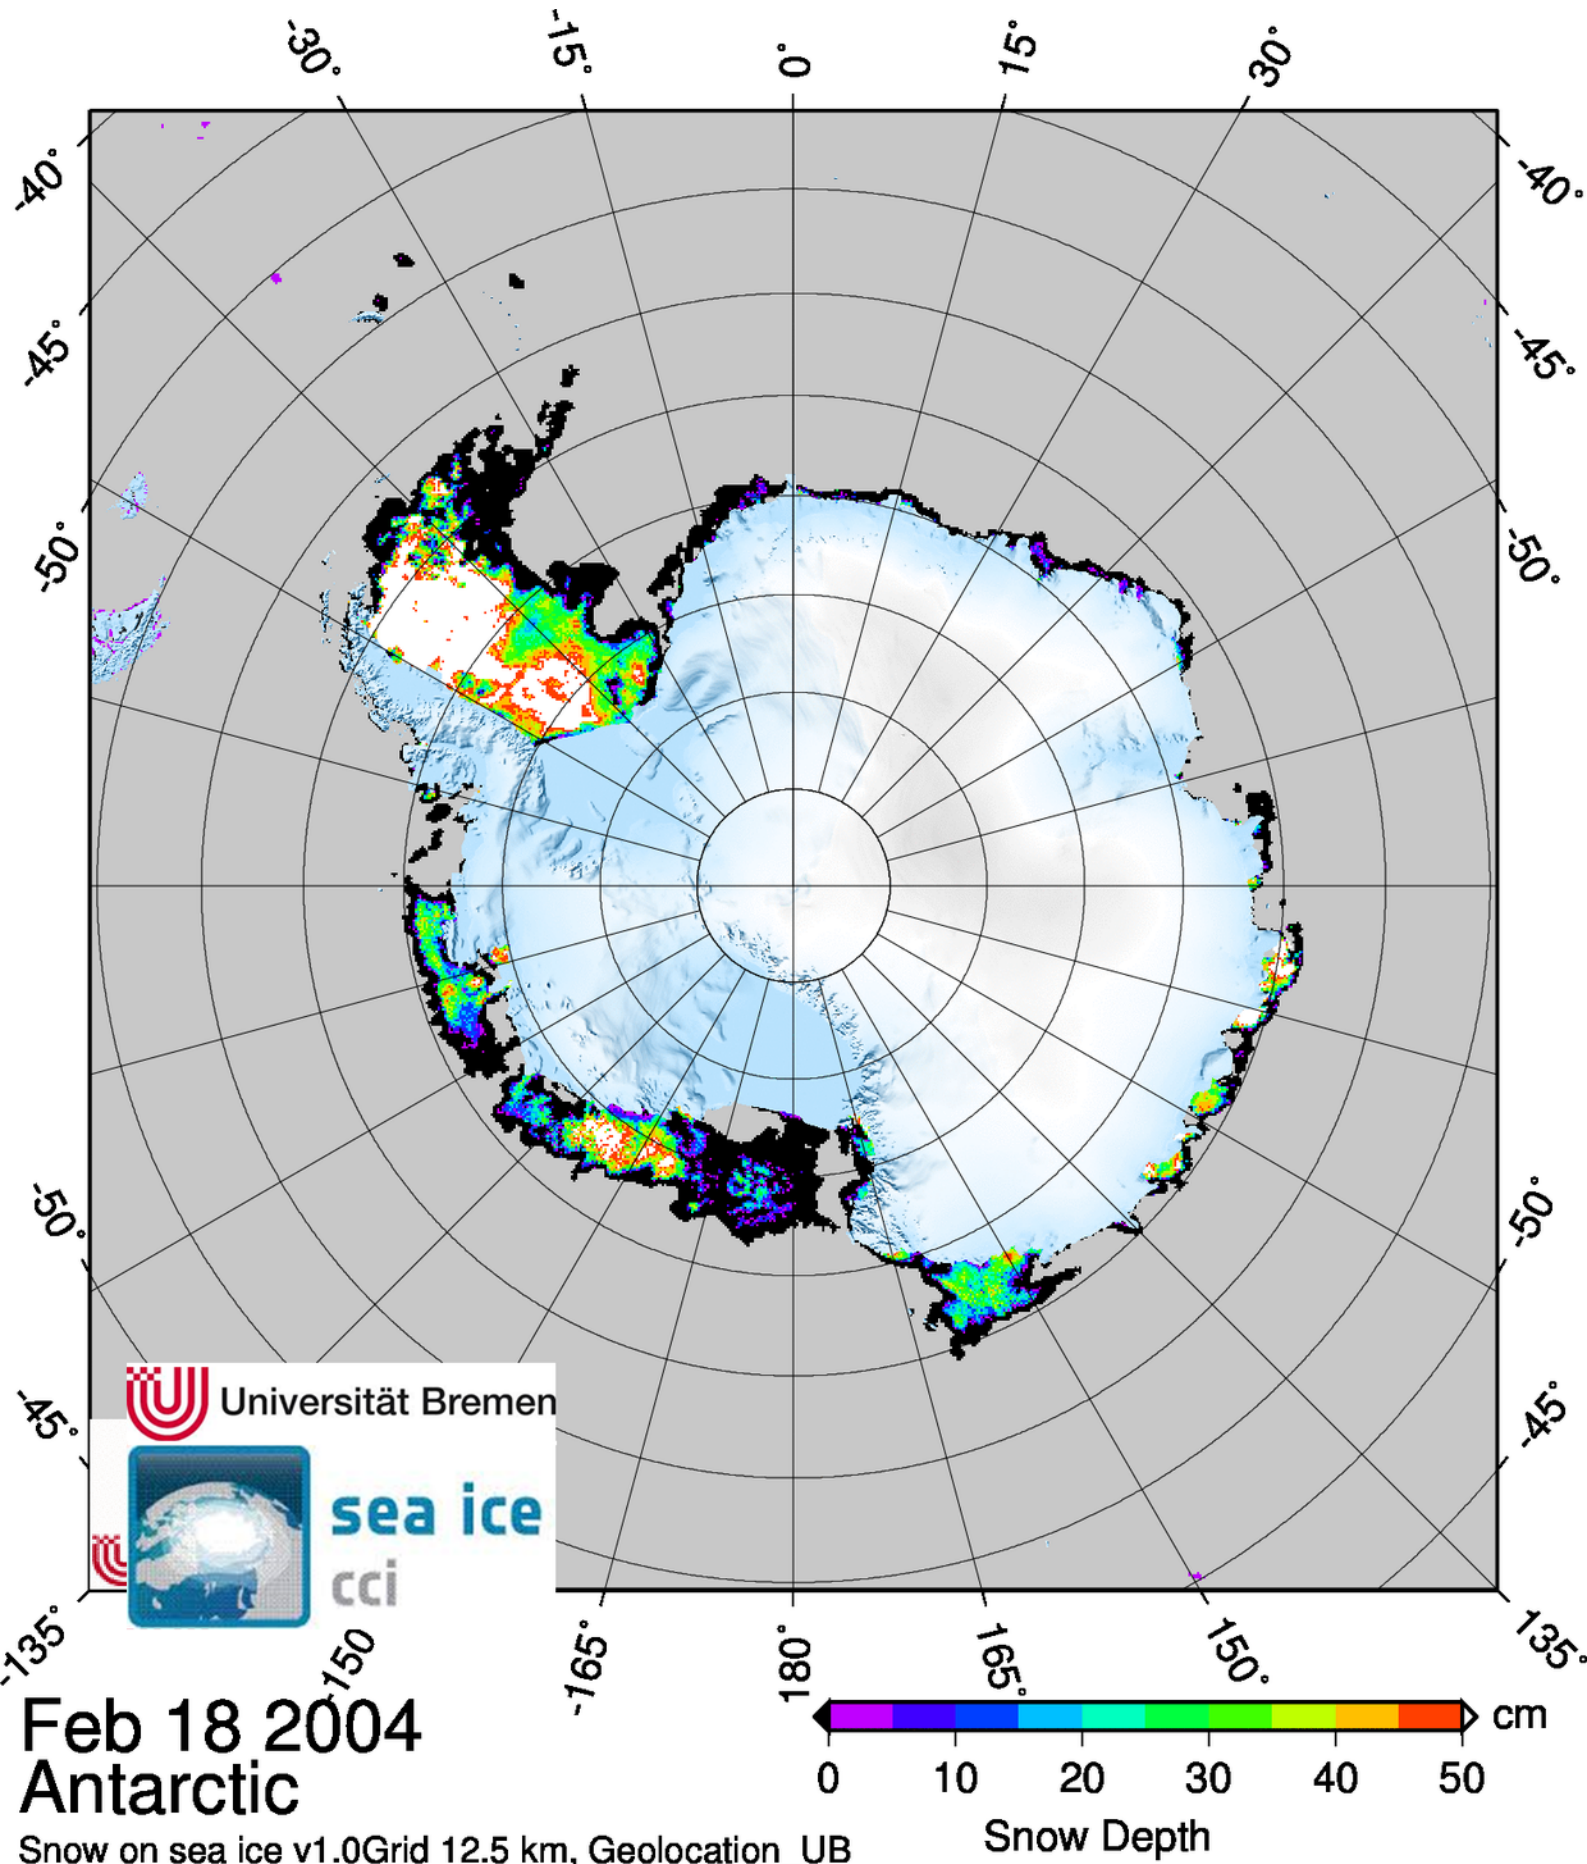 -30° -15° 0° 15° 30°
-40° -40°
-45° -45°
-50° -50°
-50° -50°
-45° -45°
Universität Bremen
sea ice
cci
-135° -150 -165° 180° 165° 150° 135°
Feb 18 2004
Antarctic
Snow on sea ice v1.0Grid 12.5 km, Geolocation UB
cm
0 10 20 30 40 50
Snow Depth